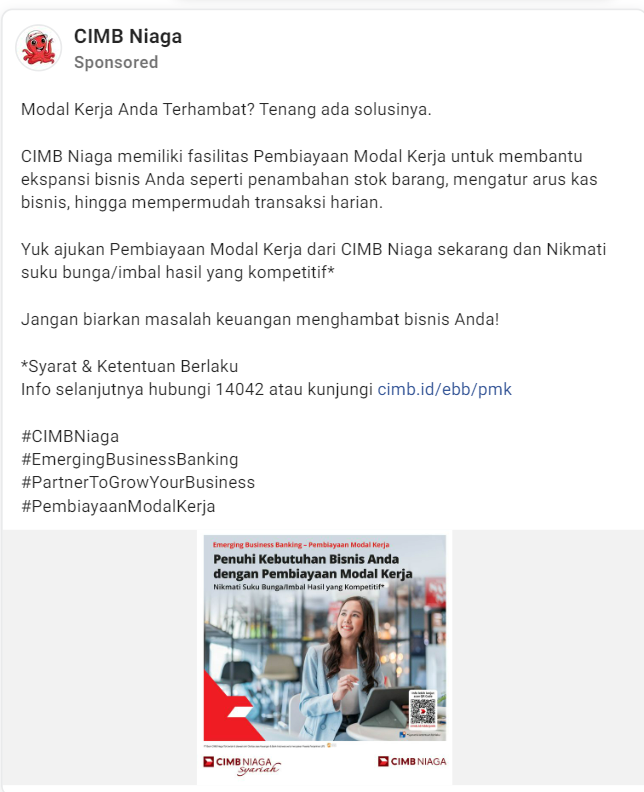 CIMB Niaga
Sponsored
Modal Kerja Anda Terhambat? Tenang ada solusinya.
CIMB Niaga memiliki fasilitas Pembiayaan Modal Kerja untuk membantu
ekspansi bisnis Anda seperti penambahan stok barang, mengatur arus kas
bisnis, hingga mempermudah transaksi harian.
Yuk ajukan Pembiayaan Modal Kerja dari CIMB Niaga sekarang dan Nikmati
suku bunga/imbal hasil yang kompetitif*
Jangan biarkan masalah keuangan menghambat bisnis Anda!
*Syarat & Ketentuan Berlaku
Info selanjutnya hubungi 14042 atau kunjungi cimb.id/ebb/pmk
#CIMBNiaga
#EmergingBusinessBanking
#PartnerToGrowYourBusiness
#PembiayaanModalKerja
Emerging Business Banking – Pembiayaan Modal Kerja
Penuhi Kebutuhan Bisnis Anda
dengan Pembiayaan Modal Kerja
Nikmati Suku Bunga/Imbal Hasil yang Kompetitif*
CIMB NIAGA
Syariah
CIMB NIAGA